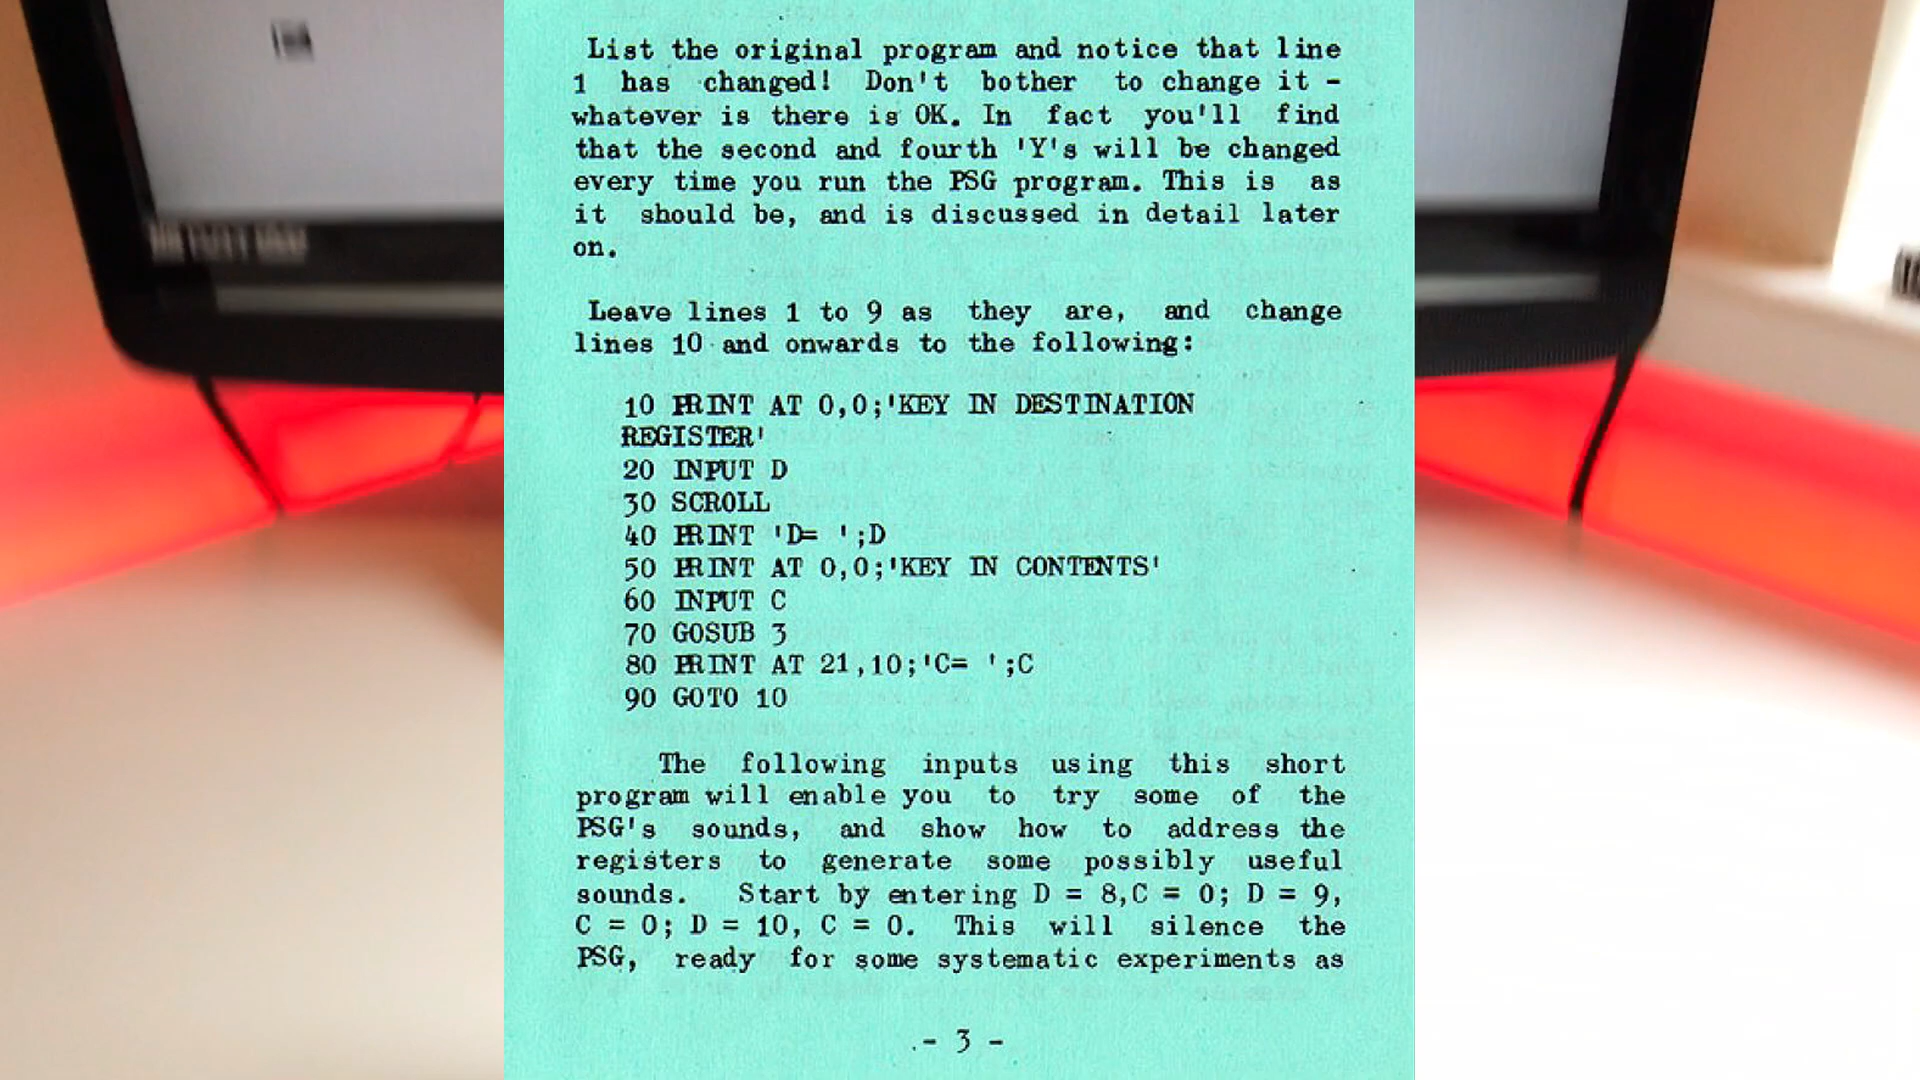 List the original program and notice that line
1 has changed! Don't bother to change it -
whatever is there is OK. In fact you'll find
that the second and fourth 'Y's will be changed
every time you run the PSG program. This is as
it should be, and is discussed in detail later
on.
Leave lines 1 to 9 as they are, and change
lines 10 and onwards to the following:
10 PRINT AT 0,0;'KEY IN DESTINATION
REGISTER'
20 INPUT D
30 SCROLL
40 PRINT 'D= ';D
50 PRINT AT 0,0;'KEY IN CONTENTS'
60 INPUT C
70 GOSUB 3
80 PRINT AT 21,10;'C= ';C
90 GOTO 10
The following inputs using this short
program will enable you to try some of the
PSG's sounds, and show how to address the
registers to generate some possibly useful
sounds. Start by entering D = 8,C = 0; D = 9,
C = 0; D = 10, C = 0. This will silence the
PSG, ready for some systematic experiments as
- 3 -